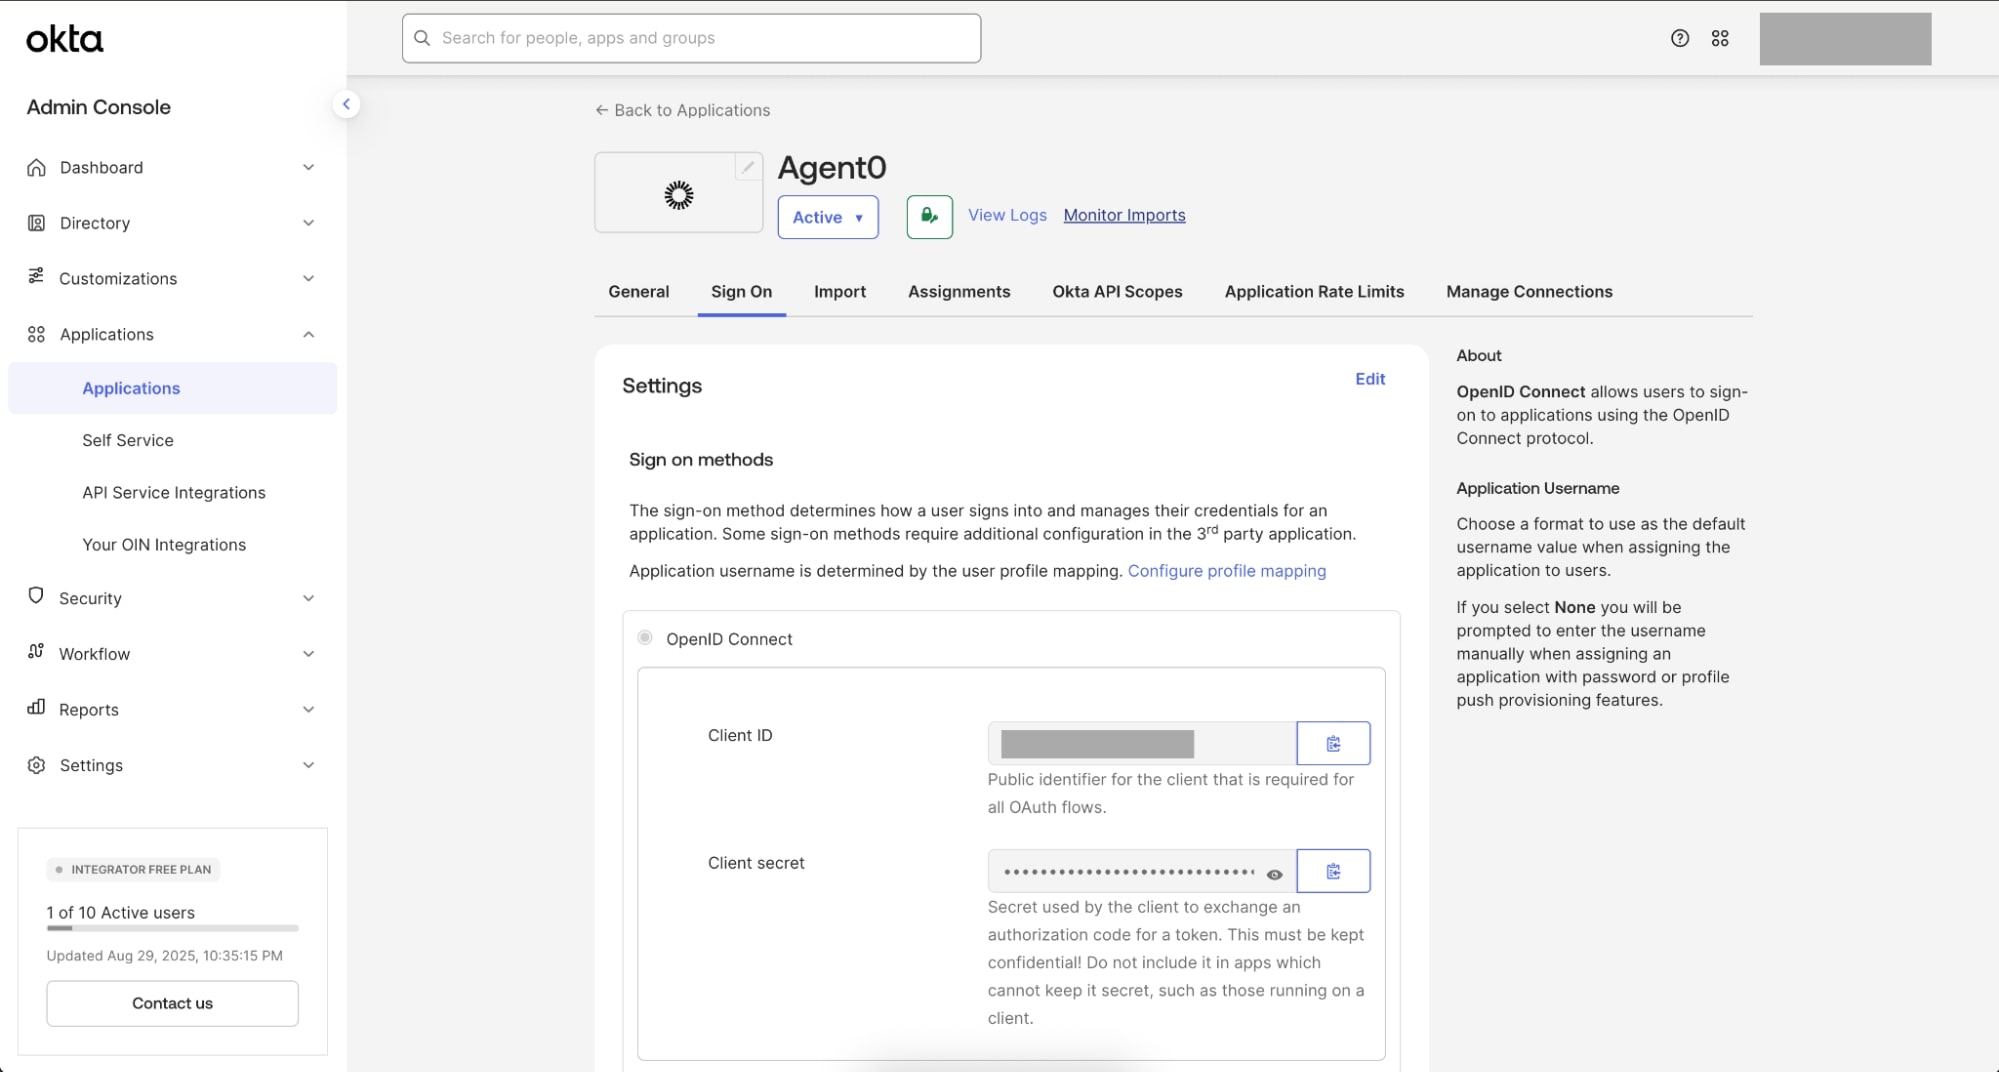 okta
Search for people, apps and groups
Admin Console
Dashboard
Directory
Customizations
Applications
Applications
Self Service
API Service Integrations
Your OIN Integrations
Security
Workflow
Reports
Settings
INTEGRATOR FREE PLAN
1 of 10 Active users
Updated Aug 29, 2025, 10:35:15 PM
Contact us
← Back to Applications
Agent0
Active ▼
View Logs
Monitor Imports
General
Sign On
Import
Assignments
Okta API Scopes
Application Rate Limits
Manage Connections
Settings
Edit
Sign on methods
The sign-on method determines how a user signs into and manages their credentials for an
application. Some sign-on methods require additional configuration in the 3rd party application.
Application username is determined by the user profile mapping. Configure profile mapping
OpenID Connect
Client ID
Public identifier for the client that is required for
all OAuth flows.
Client secret
Secret used by the client to exchange an
authorization code for a token. This must be kept
confidential! Do not include it in apps which
cannot keep it secret, such as those running on a
client.
About
OpenID Connect allows users to sign-
on to applications using the OpenID
Connect protocol.
Application Username
Choose a format to use as the default
username value when assigning the
application to users.
If you select None you will be
prompted to enter the username
manually when assigning an
application with password or profile
push provisioning features.